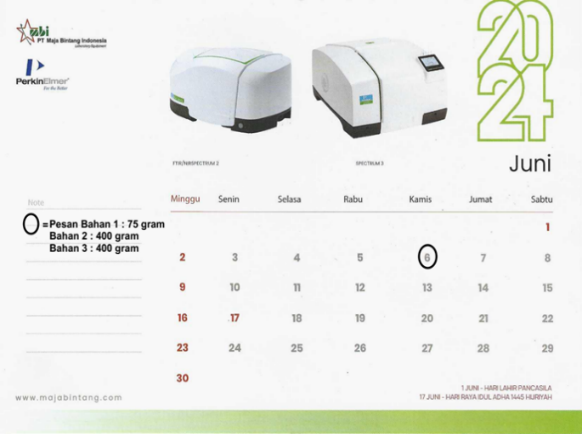 mbi
PT Maja Bintang Indonesia
PerkinElmer
For the Better
2024
FTIR/NIR SPECTRUM 2
SPECTRUM 3
Juni
Note
= Pesan Bahan 1 : 75 gram
Bahan 2 : 400 gram
Bahan 3 : 400 gram
Minggu Senin Selasa Rabu Kamis Jumat Sabtu
1
2 3 4 5 6 7 8
9 10 11 12 13 14 15
16 17 18 19 20 21 22
23 24 25 26 27 28 29
30
www.majabintang.com
1 JUNI - HARI LAHIR PANCASILA
17 JUNI - HARI RAYA IDUL ADHA 1445 HIJRIYAH